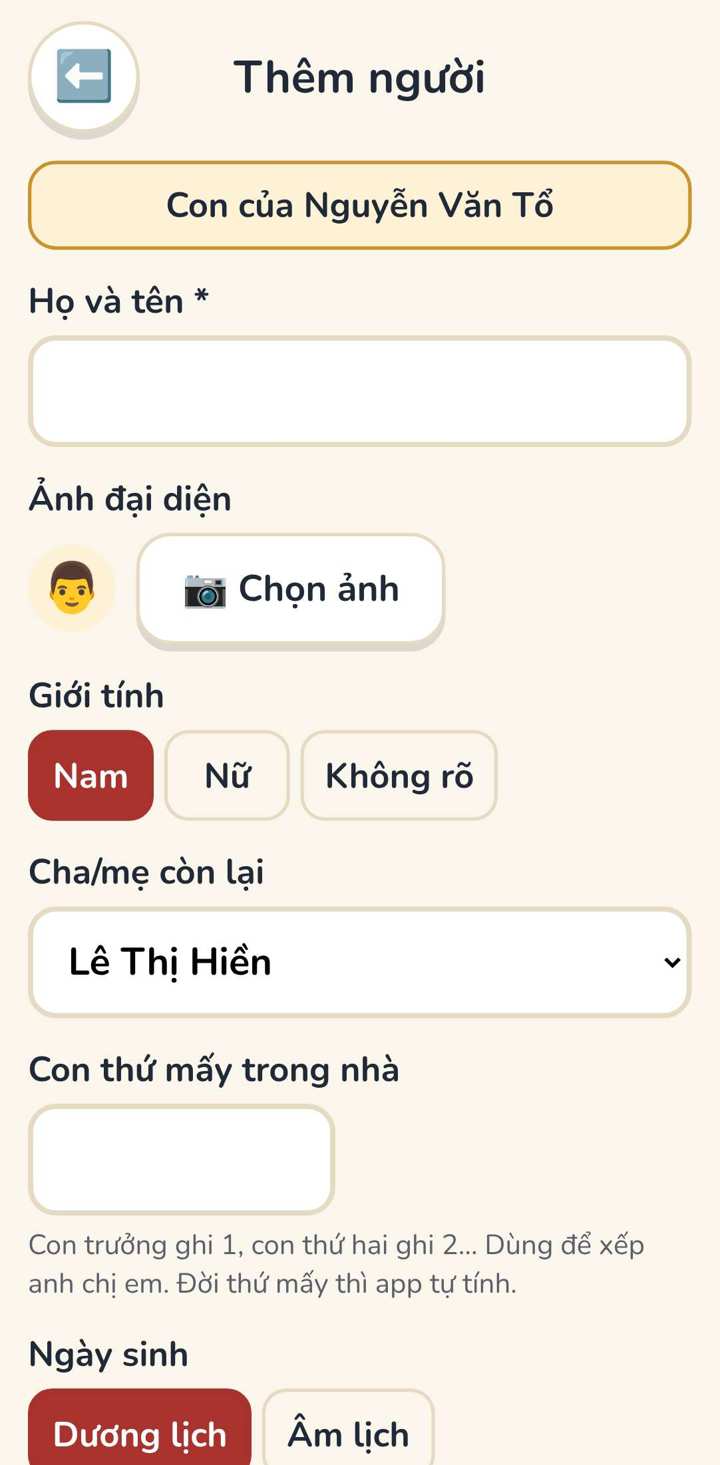 Thêm người
Con của Nguyễn Văn Tổ
Họ và tên *
Ảnh đại diện
Chọn ảnh
Giới tính
Nam Nữ Không rõ
Cha/mẹ còn lại
Lê Thị Hiền
Con thứ mấy trong nhà
Con trưởng ghi 1, con thứ hai ghi 2... Dùng để xếp
anh chị em. Đời thứ mấy thì app tự tính.
Ngày sinh
Dương lịch Âm lịch